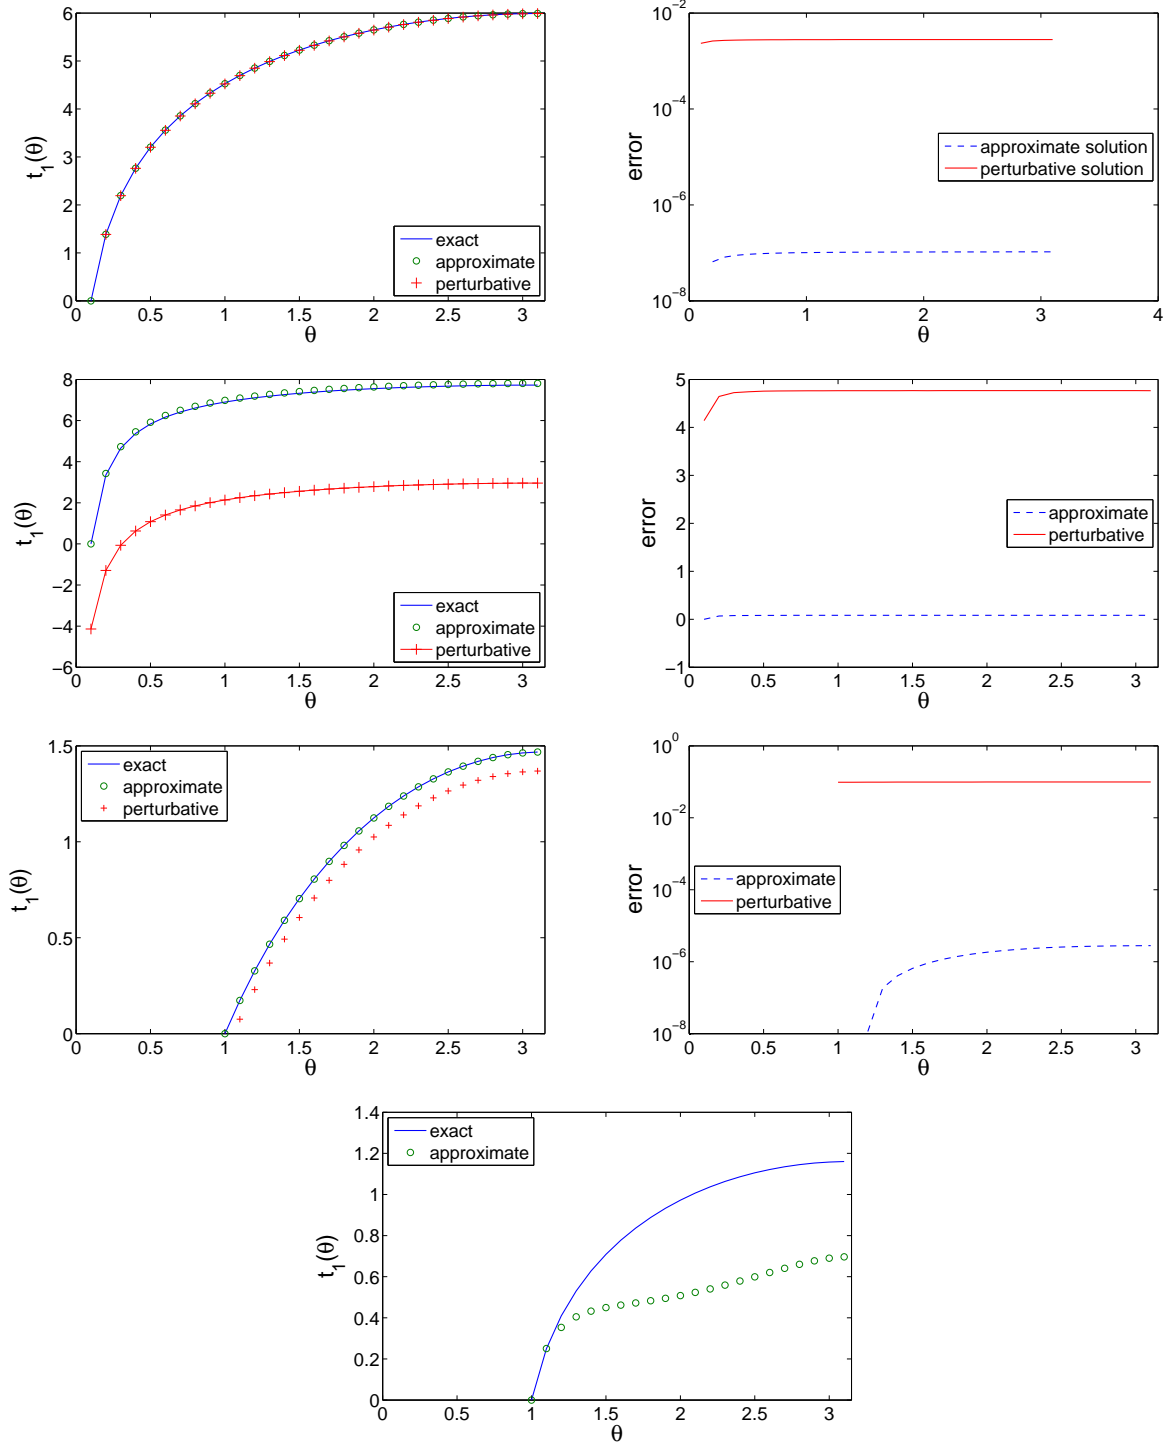 6
5
4
3
2
1
0
t_1(θ)
0 0.5 1 1.5 2 2.5 3
θ
exact
approximate
perturbative
10^−2
10^−4
10^−6
10^−8
error
0 1 2 3 4
θ
approximate solution
perturbative solution
8
6
4
2
0
−2
−4
−6
t_1(θ)
0 0.5 1 1.5 2 2.5 3
θ
exact
approximate
perturbative
5
4
3
2
1
0
−1
error
0 0.5 1 1.5 2 2.5 3
θ
approximate
perturbative
1.5
1
0.5
0
t_1(θ)
0 0.5 1 1.5 2 2.5 3
θ
exact
approximate
perturbative
10^0
10^−2
10^−4
10^−6
10^−8
error
0 0.5 1 1.5 2 2.5 3
θ
approximate
perturbative
1.4
1.2
1
0.8
0.6
0.4
0.2
0
t_1(θ)
0 0.5 1 1.5 2 2.5 3
θ
exact
approximate